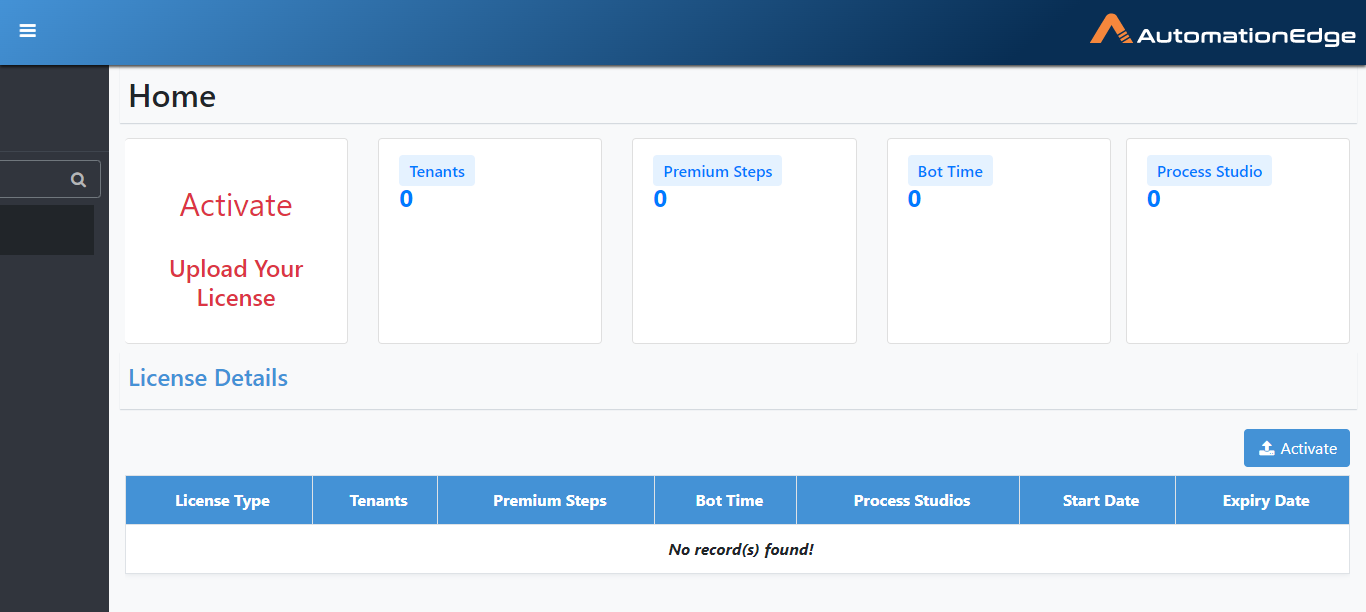 AutomationEdge
Home
Activate
Upload Your
License
Tenants
0
Premium Steps
0
Bot Time
0
Process Studio
0
License Details
Activate
License Type Tenants Premium Steps Bot Time Process Studios Start Date Expiry Date
No record(s) found!